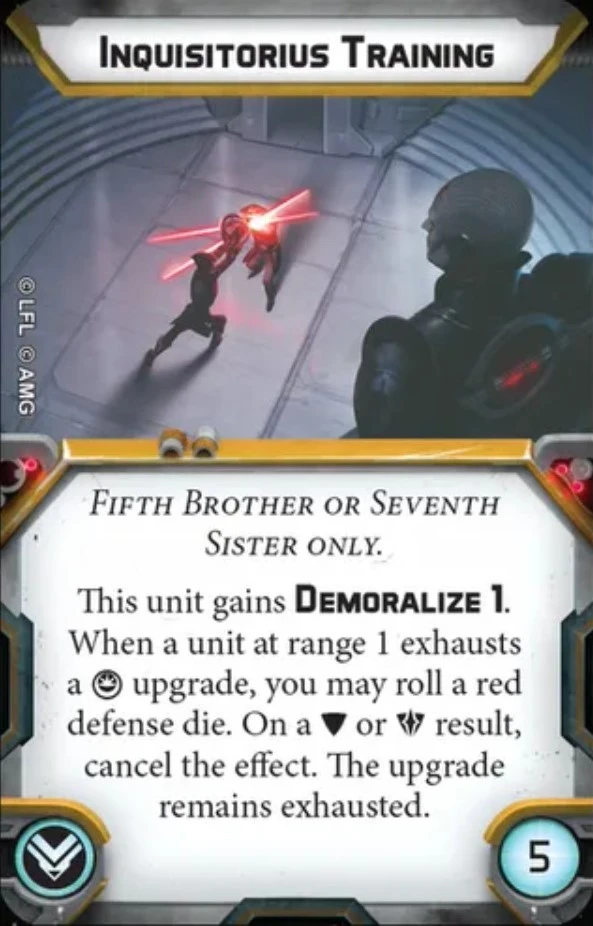 Inquisitorius Training
©LFL ©AMG
Fifth Brother or Seventh
Sister only.
This unit gains Demoralize 1.
When a unit at range 1 exhausts
a upgrade, you may roll a red
defense die. On a or result,
cancel the effect. The upgrade
remains exhausted.
5